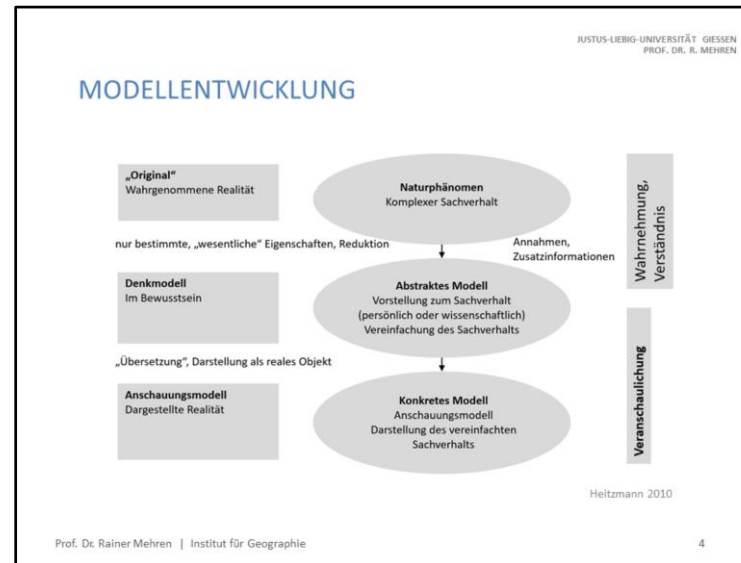 JUSTUS-LIEBIG-UNIVERSITÄT GIESSEN
PROF. DR. R. MEHREN
MODELLENTWICKLUNG
„Original“
Wahrgenommene Realität
Naturphänomen
Komplexer Sachverhalt
Wahrnehmung,
Verständnis
nur bestimmte, „wesentliche“ Eigenschaften, Reduktion
Annahmen,
Zusatzinformationen
Denkmodell
Im Bewusstsein
Abstraktes Modell
Vorstellung zum Sachverhalt
(persönlich oder wissenschaftlich)
Vereinfachung des Sachverhalts
„Übersetzung“, Darstellung als reales Objekt
Anschauungsmodell
Dargestellte Realität
Konkretes Modell
Anschauungsmodell
Darstellung des vereinfachten
Sachverhalts
Veranschaulichung
Heitzmann 2010
Prof. Dr. Rainer Mehren | Institut für Geographie
4